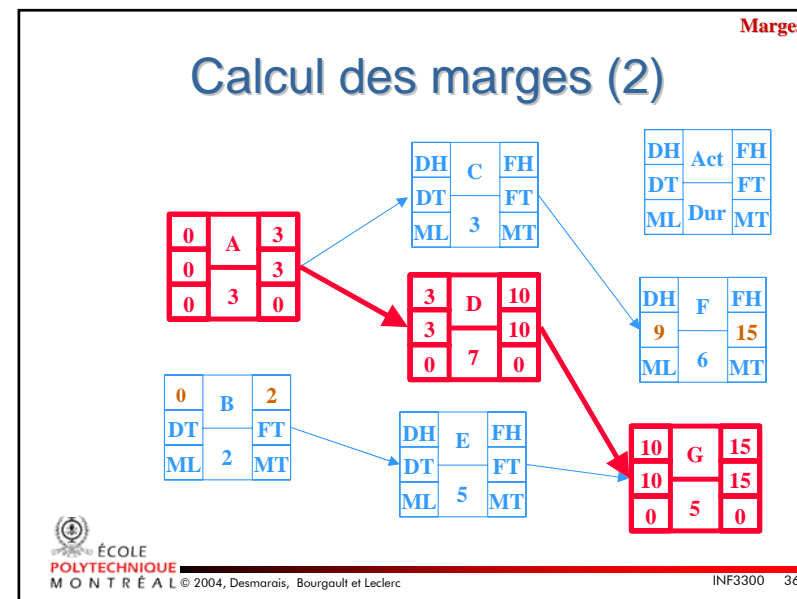 Marges
Calcul des marges (2)
DH C FH
DT FT
ML 3 MT
DH Act FH
DT FT
ML Dur MT
0 A 3
0 3
0 3 0
3 D 10
3 10
0 7 0
DH F FH
9 15
ML 6 MT
0 B 2
DT FT
ML 2 MT
DH E FH
DT FT
ML 5 MT
10 G 15
10 15
0 5 0
ÉCOLE
POLYTECHNIQUE
MONTRÉAL © 2004, Desmarais, Bourgault et Leclerc INF3300 36